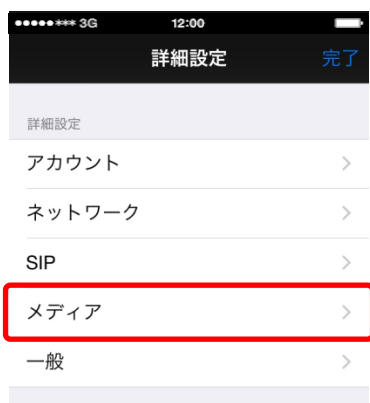 ●●●●●*** 3G 12:00
詳細設定 完了
詳細設定
アカウント
ネットワーク
SIP
メディア
一般